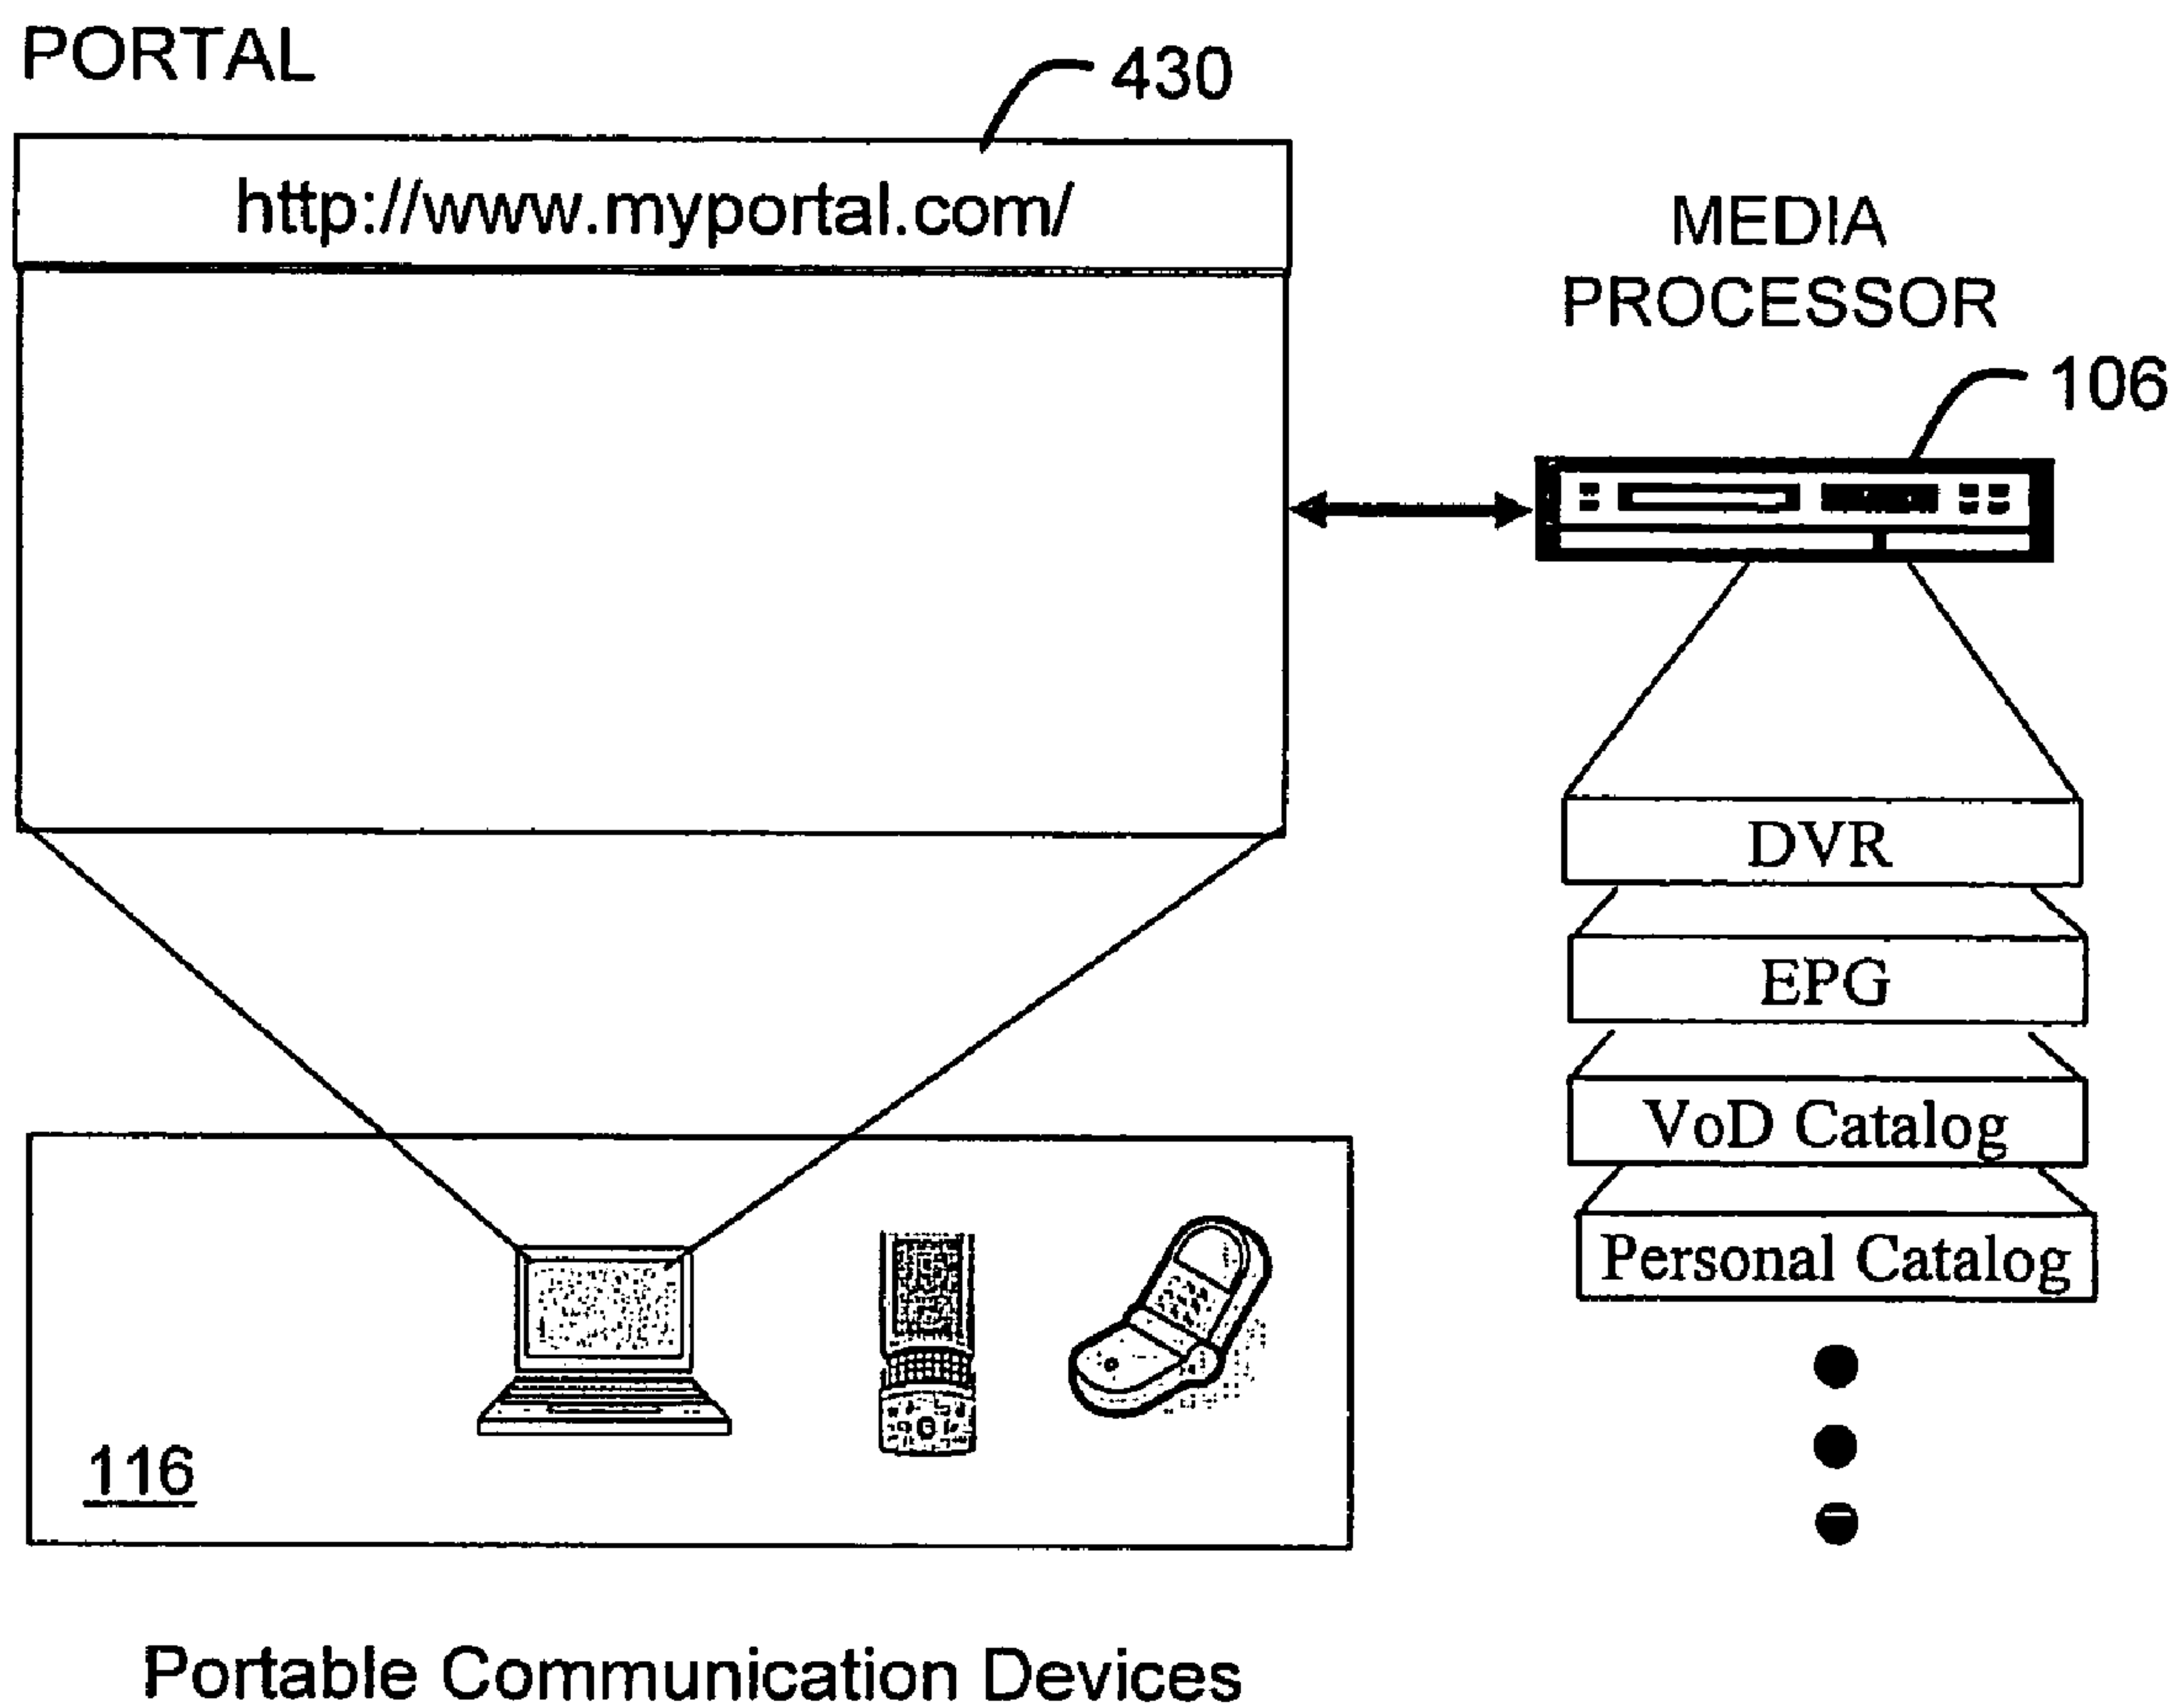 PORTAL
430
http://www.myportal.com/
MEDIA
PROCESSOR
106
DVR
EPG
VoD Catalog
Personal Catalog
116
Portable Communication Devices